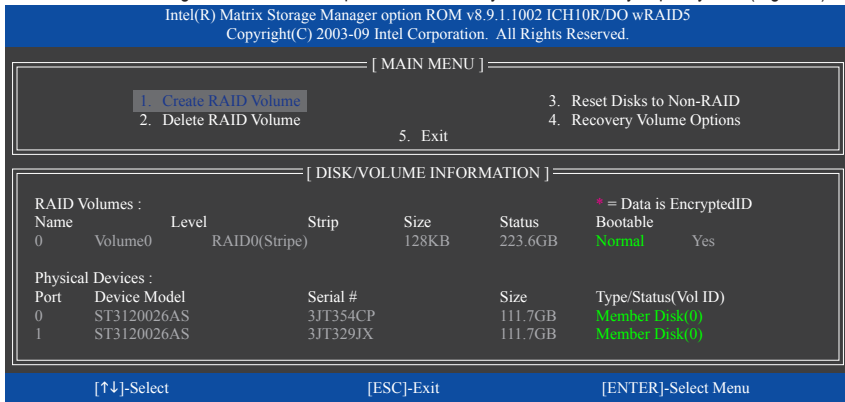 Intel(R) Matrix Storage Manager option ROM v8.9.1.1002 ICH10R/DO wRAID5
Copyright(C) 2003-09 Intel Corporation. All Rights Reserved.
[ MAIN MENU ]
1. Create RAID Volume 3. Reset Disks to Non-RAID
2. Delete RAID Volume 4. Recovery Volume Options
5. Exit
[ DISK/VOLUME INFORMATION ]
RAID Volumes : * = Data is EncryptedID
Name Level Strip Size Status Bootable
0 Volume0 RAID0(Stripe) 128KB 223.6GB Normal Yes
Physical Devices :
Port Device Model Serial # Size Type/Status(Vol ID)
0 ST3120026AS 3JT354CP 111.7GB Member Disk(0)
1 ST3120026AS 3JT329JX 111.7GB Member Disk(0)
[↑↓]-Select [ESC]-Exit [ENTER]-Select Menu